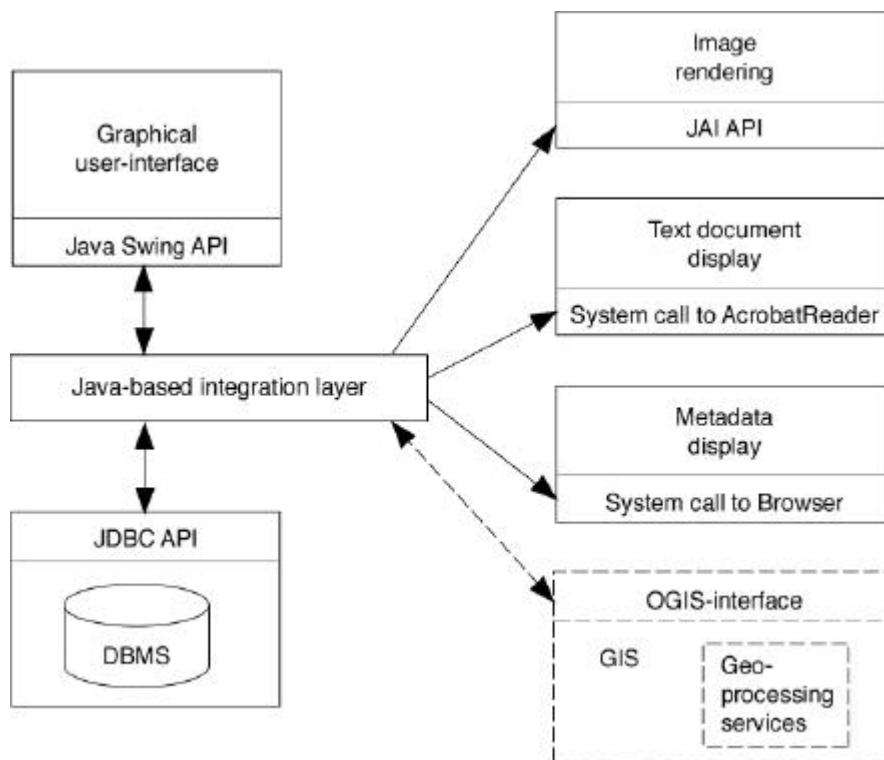 Graphical
user-interface
Java Swing API
Java-based integration layer
JDBC API
DBMS
Image
rendering
JAI API
Text document
display
System call to AcrobatReader
Metadata
display
System call to Browser
OGIS-interface
GIS
Geo-
processing
services